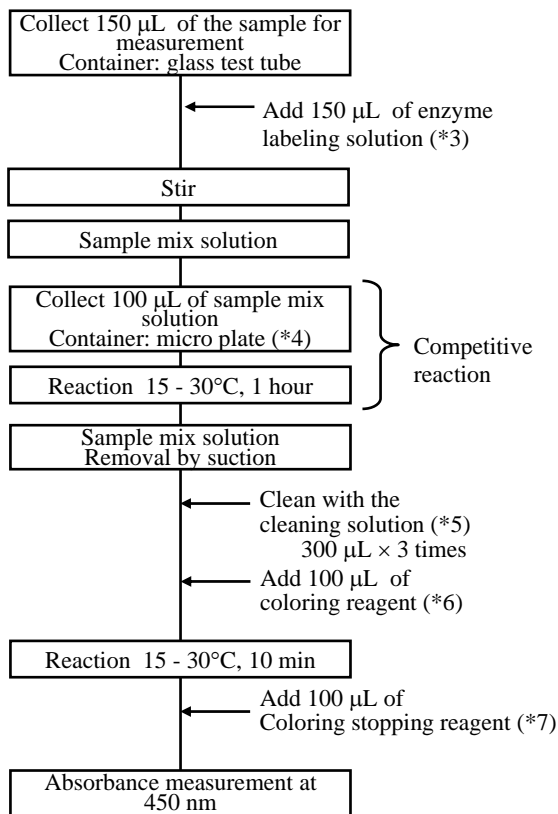 Collect 150 μL of the sample for
measurement
Container: glass test tube
Add 150 μL of enzyme
labeling solution (*3)
Stir
Sample mix solution
Collect 100 μL of sample mix
solution
Container: micro plate (*4)
Competitive
reaction
Reaction 15 - 30°C, 1 hour
Sample mix solution
Removal by suction
Clean with the
cleaning solution (*5)
300 μL × 3 times
Add 100 μL of
coloring reagent (*6)
Reaction 15 - 30°C, 10 min
Add 100 μL of
Coloring stopping reagent (*7)
Absorbance measurement at
450 nm